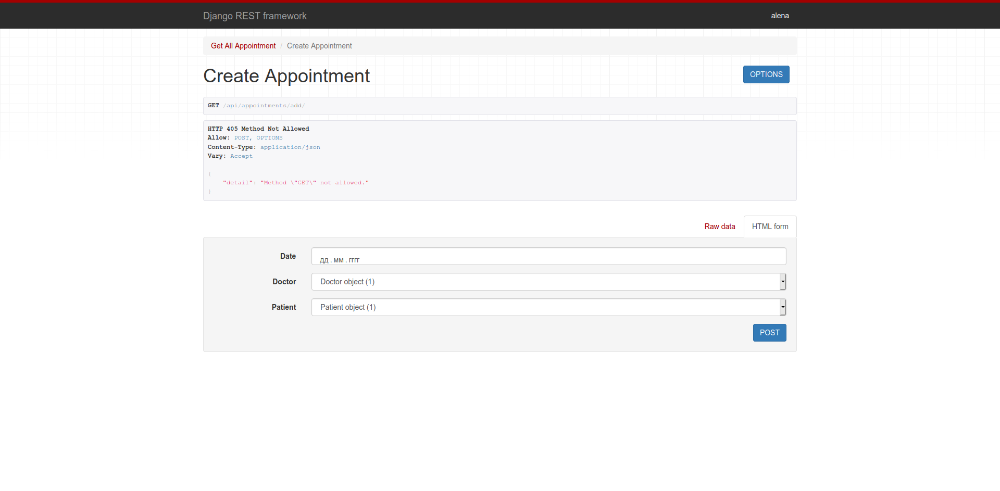 Django REST framework
alena
Get All Appointment / Create Appointment
Create Appointment
OPTIONS
GET /api/appointments/add/
HTTP 405 Method Not Allowed
Allow: POST, OPTIONS
Content-Type: application/json
Vary: Accept
{
"detail": "Method \"GET\" not allowed."
}
Raw data
HTML form
Date
дд . мм . гггг
Doctor
Doctor object (1)
Patient
Patient object (1)
POST